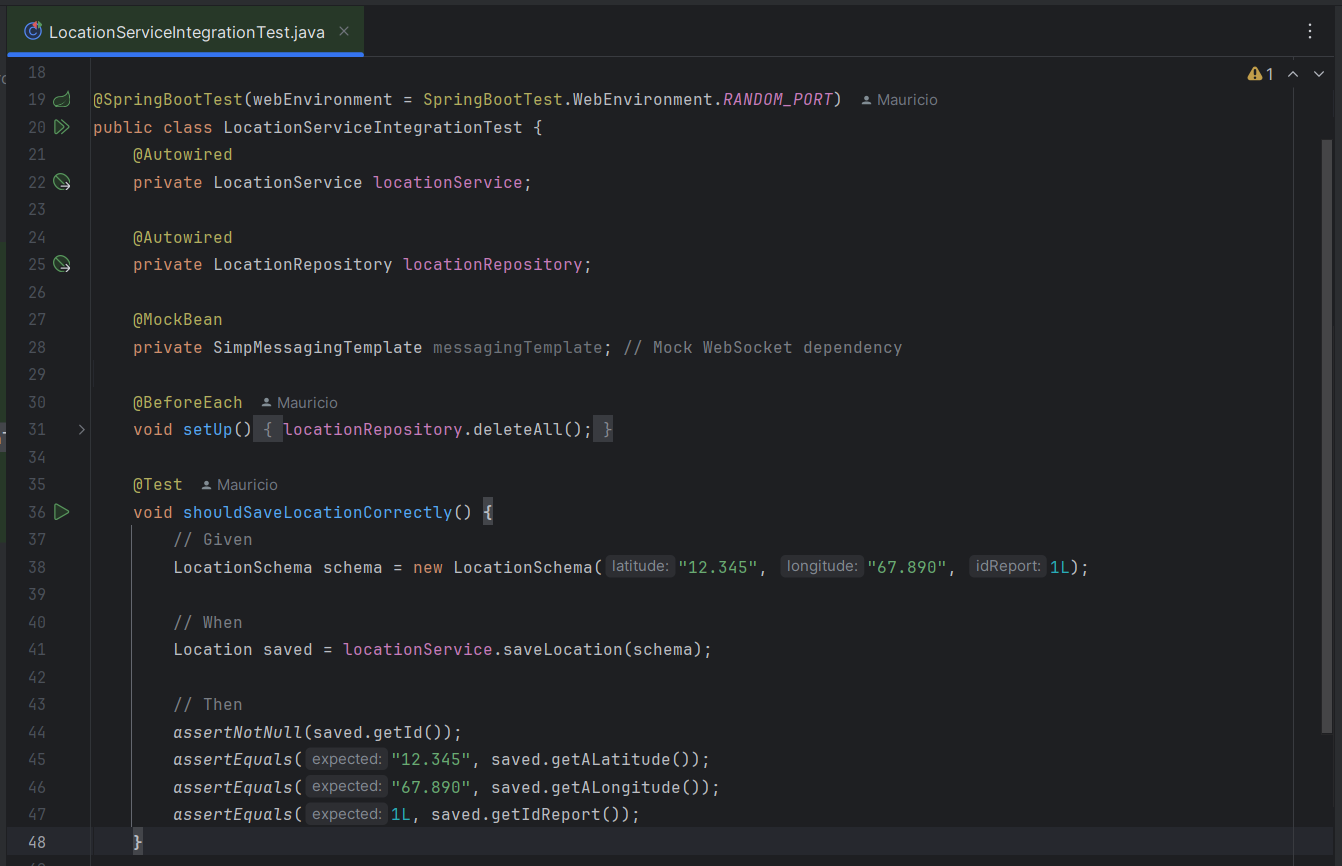 LocationServiceIntegrationTest.java
1
18
19 @SpringBootTest(webEnvironment = SpringBootTest.WebEnvironment.RANDOM_PORT) Mauricio
20 public class LocationServiceIntegrationTest {
21 @Autowired
22 private LocationService locationService;
23
24 @Autowired
25 private LocationRepository locationRepository;
26
27 @MockBean
28 private SimpMessagingTemplate messagingTemplate; // Mock WebSocket dependency
29
30 @BeforeEach Mauricio
31 void setUp() { locationRepository.deleteAll(); }
34
35 @Test Mauricio
36 void shouldSaveLocationCorrectly() {
37 // Given
38 LocationSchema schema = new LocationSchema( latitude: "12.345", longitude: "67.890", idReport: 1L);
39
40 // When
41 Location saved = locationService.saveLocation(schema);
42
43 // Then
44 assertNotNull(saved.getId());
45 assertEquals( expected: "12.345", saved.getALatitude());
46 assertEquals( expected: "67.890", saved.getALongitude());
47 assertEquals( expected: 1L, saved.getIdReport());
48 }